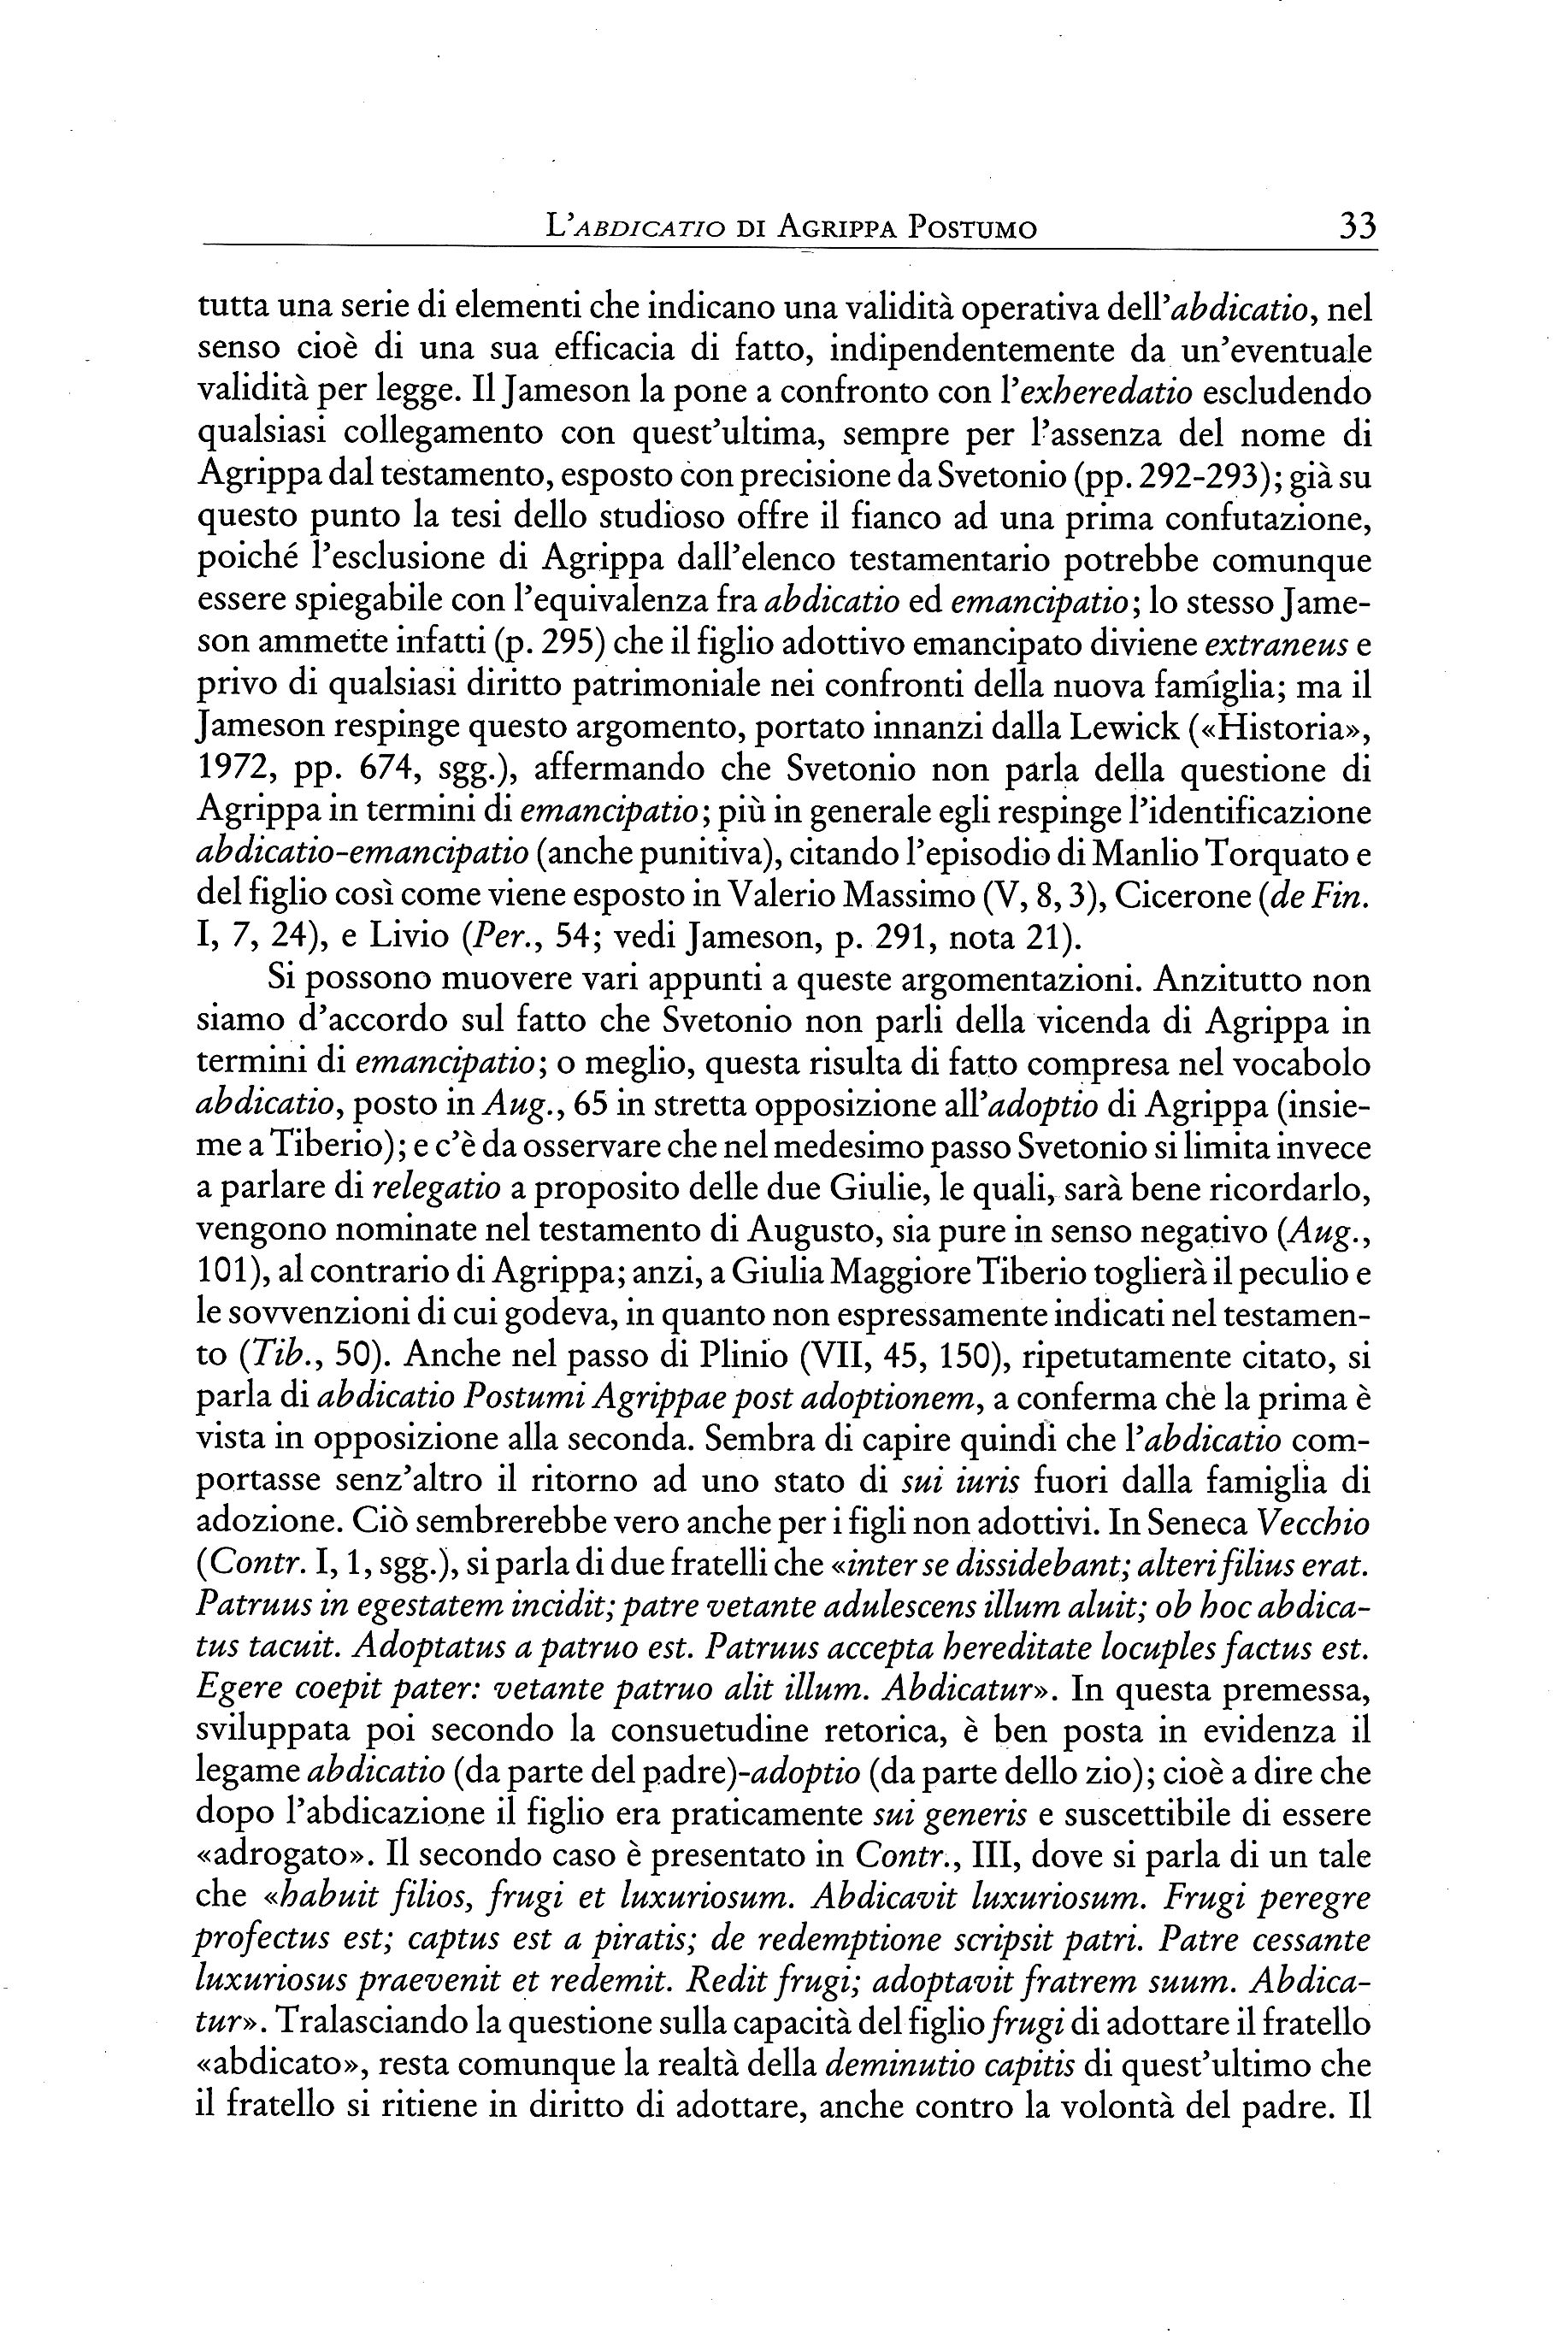 L'ABDICATIO DI AGRIPPA POSTUMO 33
tutta una serie di elementi che indicano una validità operativa dell'abdicatio, nel
senso cioè di una sua efficacia di fatto, indipendentemente da un'eventuale
validità per legge. Il Jameson la pone a confronto con l'exheredatio escludendo
qualsiasi collegamento con quest'ultima, sempre per l'assenza del nome di
Agrippa dal testamento, esposto con precisione da Svetonio (pp. 292-293); già su
questo punto la tesi dello studioso offre il fianco ad una prima confutazione,
poiché l'esclusione di Agrippa dall'elenco testamentario potrebbe comunque
essere spiegabile con l'equivalenza fra abdicatio ed emancipatio; lo stesso Jame-
son ammette infatti (p. 295) che il figlio adottivo emancipato diviene extraneus e
privo di qualsiasi diritto patrimoniale nei confronti della nuova famiglia; ma il
Jameson respinge questo argomento, portato innanzi dalla Lewick («Historia»,
1972, pp. 674, sgg.), affermando che Svetonio non parla della questione di
Agrippa in termini di emancipatio; più in generale egli respinge l'identificazione
abdicatio-emancipatio (anche punitiva), citando l'episodio di Manlio Torquato e
del figlio così come viene esposto in Valerio Massimo (V, 8, 3), Cicerone (de Fin.
I, 7, 24), e Livio (Per., 54; vedi Jameson, p. 291, nota 21).
Si possono muovere vari appunti a queste argomentazioni. Anzitutto non
siamo d'accordo sul fatto che Svetonio non parli della vicenda di Agrippa in
termini di emancipatio; o meglio, questa risulta di fatto compresa nel vocabolo
abdicatio, posto in Aug., 65 in stretta opposizione all'adoptio di Agrippa (insie-
me a Tiberio); e c'è da osservare che nel medesimo passo Svetonio si limita invece
a parlare di relegatio a proposito delle due Giulie, le quali, sarà bene ricordarlo,
vengono nominate nel testamento di Augusto, sia pure in senso negativo (Aug.,
101), al contrario di Agrippa; anzi, a Giulia Maggiore Tiberio toglierà il peculio e
le sovvenzioni di cui godeva, in quanto non espressamente indicati nel testamen-
to (Tib., 50). Anche nel passo di Plinio (VII, 45, 150), ripetutamente citato, si
parla di abdicatio Postumi Agrippae post adoptionem, a conferma che la prima è
vista in opposizione alla seconda. Sembra di capire quindi che l'abdicatio com-
portasse senz'altro il ritorno ad uno stato di sui iuris fuori dalla famiglia di
adozione. Ciò sembrerebbe vero anche per i figli non adottivi. In Seneca Vecchio
(Contr. I, 1, sgg.), si parla di due fratelli che «inter se dissidebant; alteri filius erat.
Patruus in egestatem incidit; patre vetante adulescens illum aluit; ob hoc abdica-
tus tacuit. Adoptatus a patruo est. Patruus accepta hereditate locuples factus est.
Egere coepit pater: vetante patruo alit illum. Abdicatur». In questa premessa,
sviluppata poi secondo la consuetudine retorica, è ben posta in evidenza il
legame abdicatio (da parte del padre)-adoptio (da parte dello zio); cioè a dire che
dopo l'abdicazione il figlio era praticamente sui generis e suscettibile di essere
«adrogato». Il secondo caso è presentato in Contr., III, dove si parla di un tale
che «habuit filios, frugi et luxuriosum. Abdicavit luxuriosum. Frugi peregre
profectus est; captus est a piratis; de redemptione scripsit patri. Patre cessante
luxuriosus praevenit et redemit. Redit frugi; adoptavit fratrem suum. Abdica-
tur». Tralasciando la questione sulla capacità del figlio frugi di adottare il fratello
«abdicato», resta comunque la realtà della deminutio capitis di quest'ultimo che
il fratello si ritiene in diritto di adottare, anche contro la volontà del padre. Il